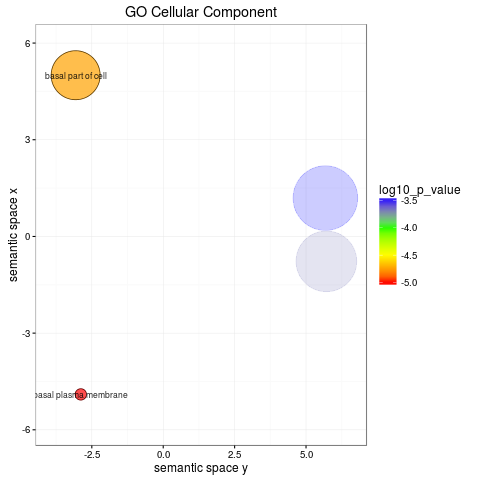 GO Cellular Component
6
3
0
-3
-6
semantic space x
basal part of cell
basal plasma membrane
-2.5
0.0
2.5
5.0
semantic space y
log10_p_value
-3.5
-4.0
-4.5
-5.0